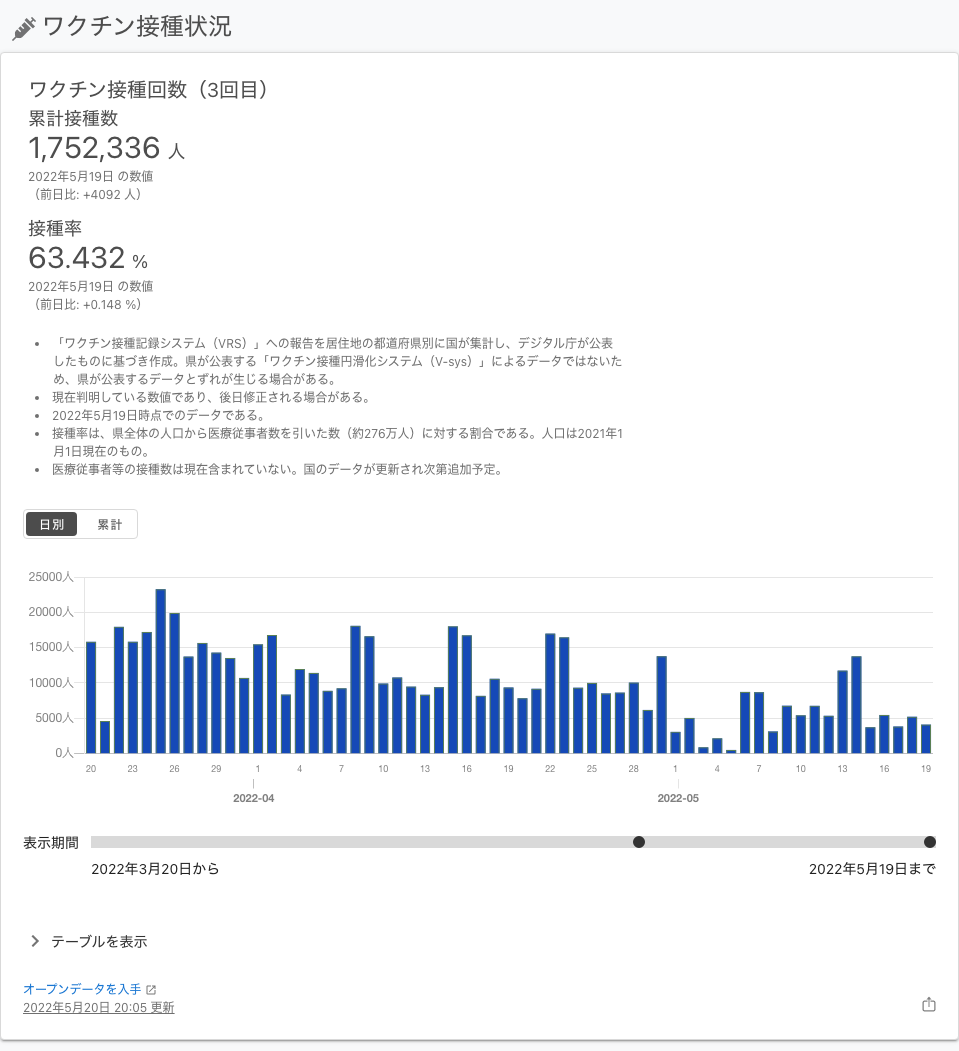 ワクチン接種状況
ワクチン接種回数（3回目）
累計接種数
1,752,336 人
2022年5月19日 の数値
（前日比: +4092 人）
接種率
63.432 %
2022年5月19日 の数値
（前日比: +0.148 %）
• 「ワクチン接種記録システム（VRS）」への報告を居住地の都道府県別に国が集計し、デジタル庁が公表
したものに基づき作成。県が公表する「ワクチン接種円滑化システム（V-sys）」によるデータではないた
め、県が公表するデータとずれが生じる場合がある。
• 現在判明している数値であり、後日修正される場合がある。
• 2022年5月19日時点でのデータである。
• 接種率は、県全体の人口から医療従事者数を引いた数（約276万人）に対する割合である。人口は2021年1
月1日現在のもの。
• 医療従事者等の接種数は現在含まれていない。国のデータが更新され次第追加予定。
日別 累計
25000人
20000人
15000人
10000人
5000人
0人
20 23 26 29 1 4 7 10 13 16 19 22 25 28 1 4 7 10 13 16 19
2022-04 2022-05
表示期間
2022年3月20日から 2022年5月19日まで
テーブルを表示
オープンデータを入手
2022年5月20日 20:05 更新